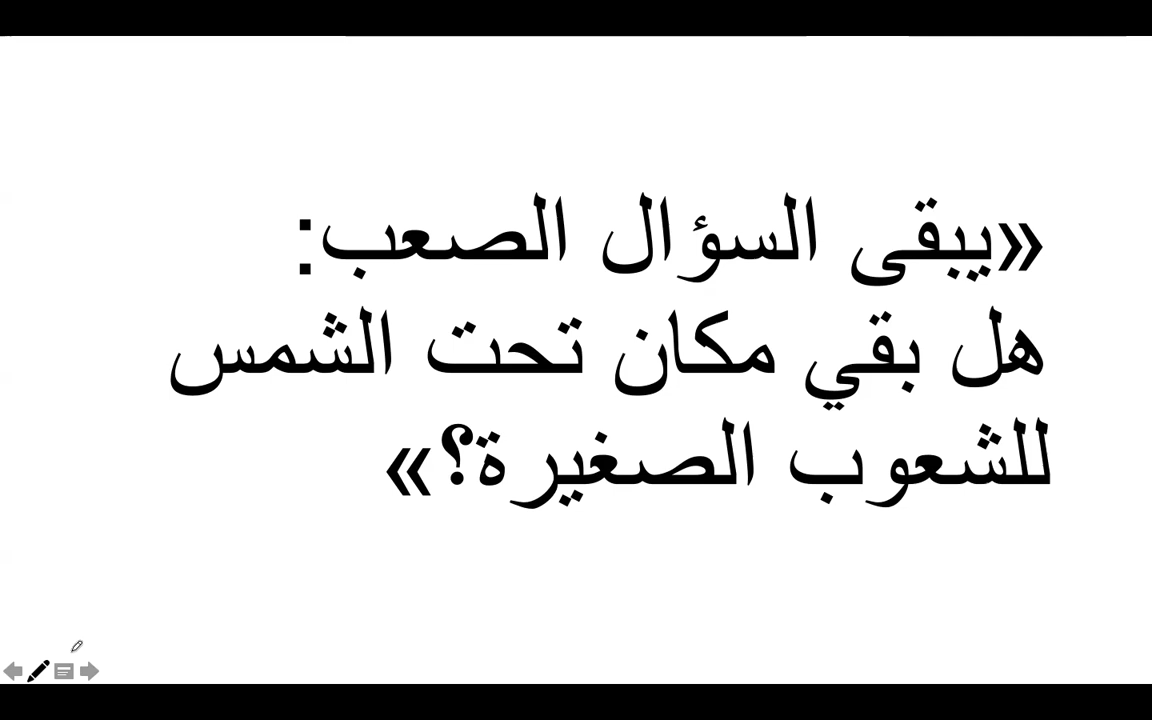 «يبقى السؤال الصعب:
هل بقي مكان تحت الشمس
للشعوب الصغيرة؟»